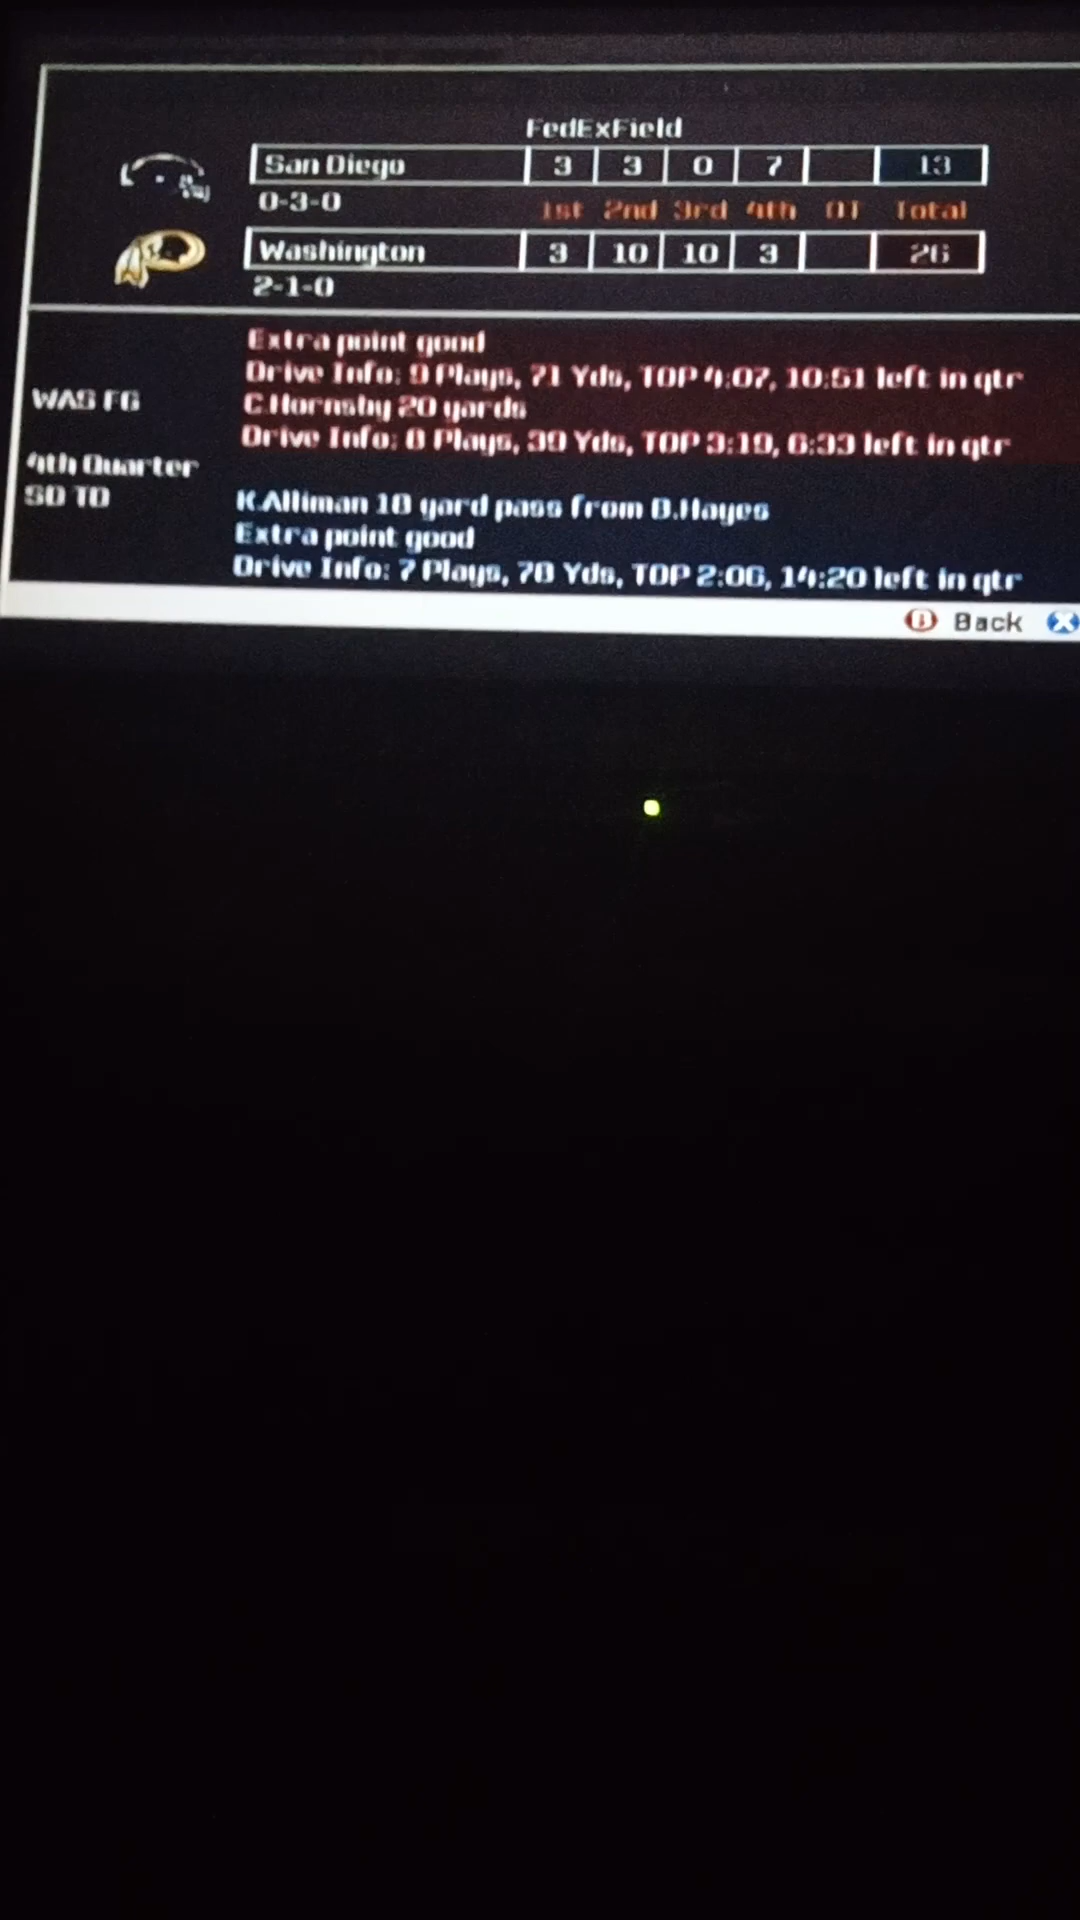 FedExField
San Diego 3 3 0 7 13
0-3-0 1st 2nd 3rd 4th OT Total
Washington 3 10 10 3 26
2-1-0
Extra point good
Drive Info: 9 Plays, 71 Yds, TOP 4:07, 10:51 left in qtr
WAS FG
C.Hornsby 20 yards
Drive Info: 8 Plays, 39 Yds, TOP 3:19, 6:33 left in qtr
4th Quarter
SD TD
K.Alliman 18 yard pass from B.Hayes
Extra point good
Drive Info: 7 Plays, 78 Yds, TOP 2:06, 14:20 left in qtr
B Back X